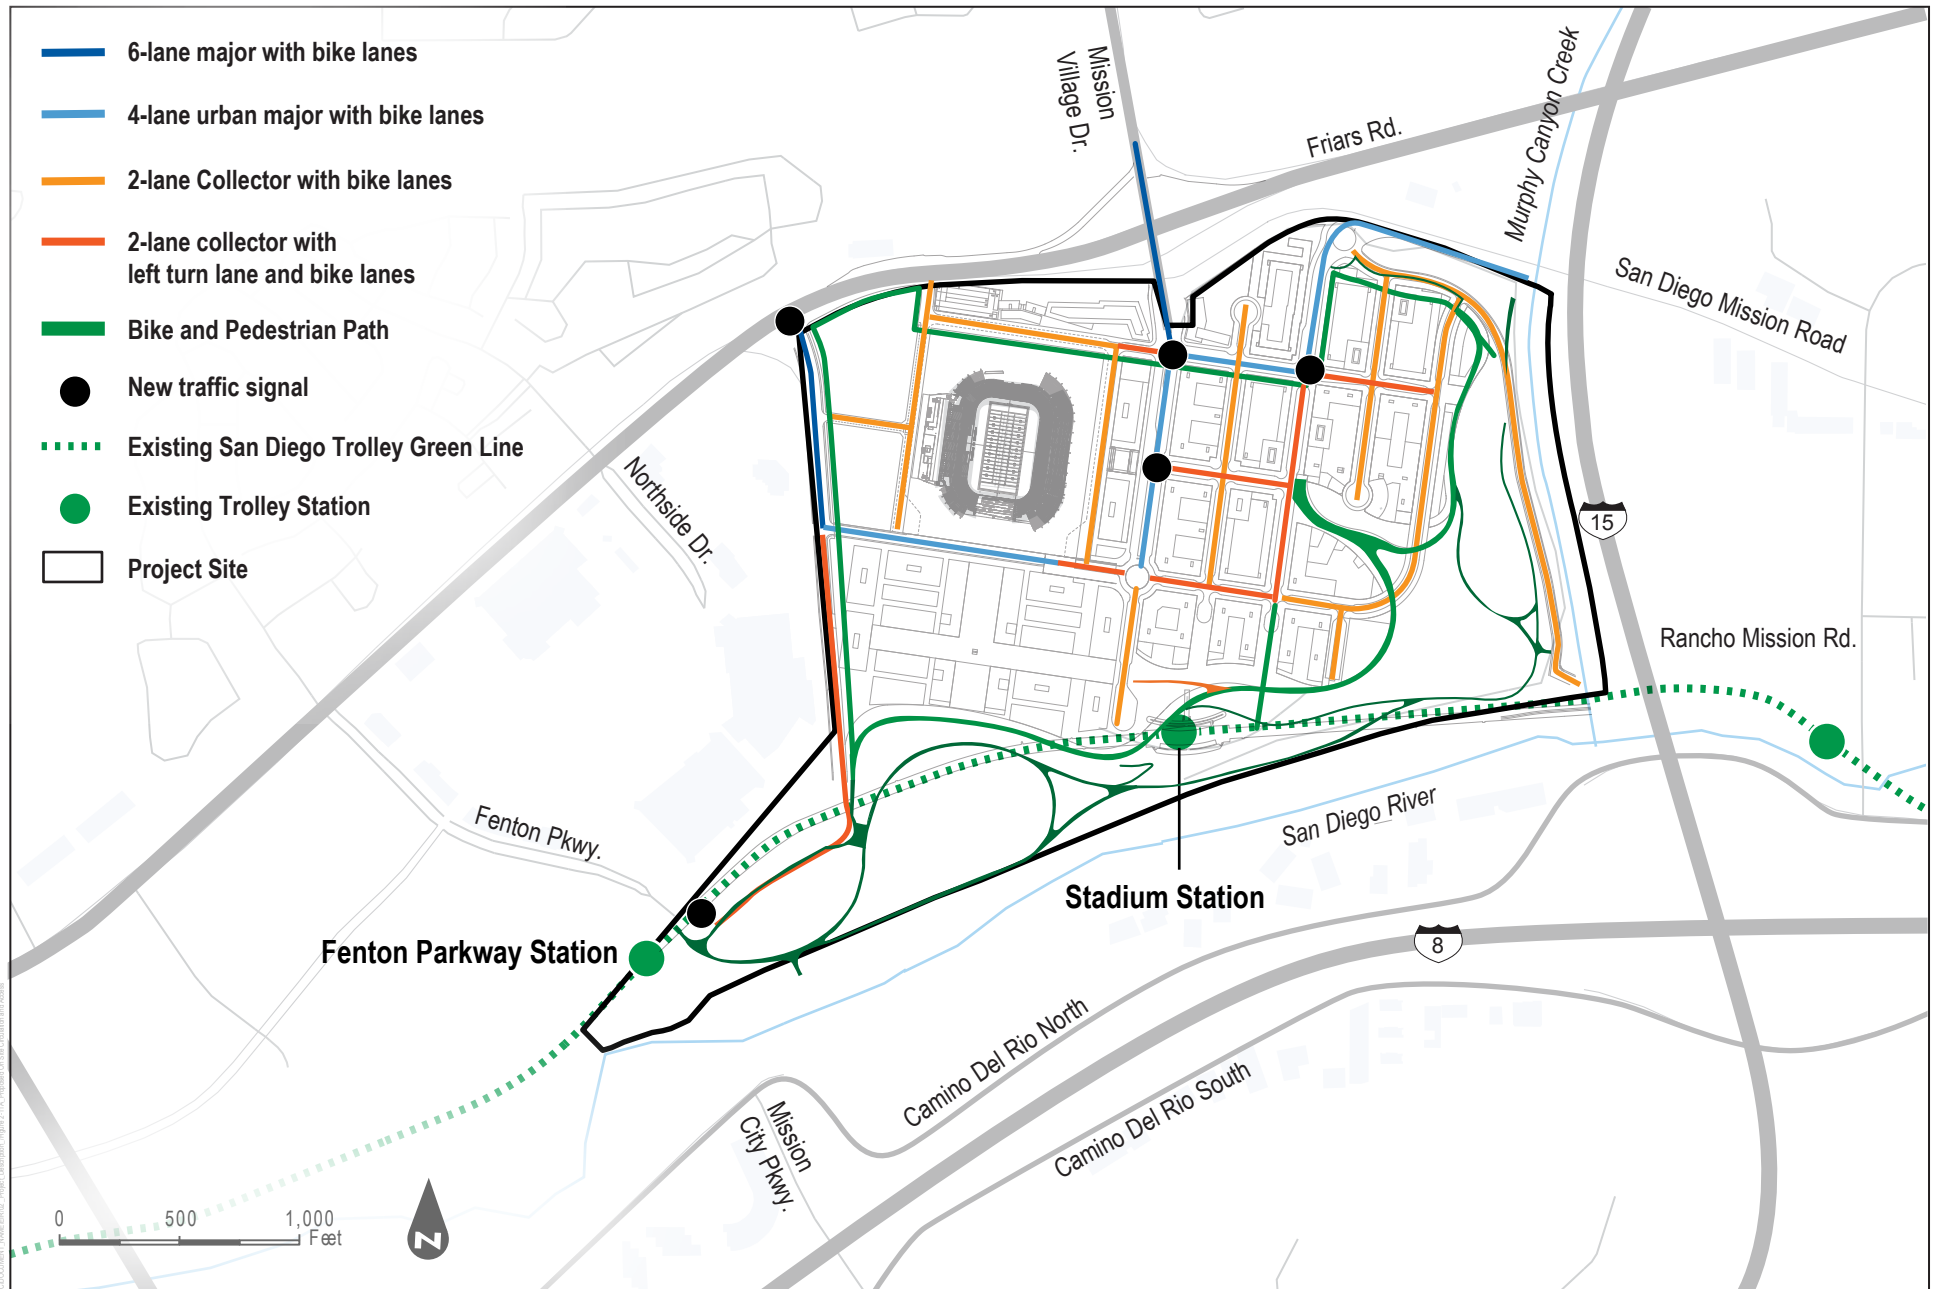 6-lane major with bike lanes
4-lane urban major with bike lanes
2-lane Collector with bike lanes
2-lane collector with
left turn lane and bike lanes
Bike and Pedestrian Path
New traffic signal
Existing San Diego Trolley Green Line
Existing Trolley Station
Project Site
Mission
Village Dr.
Friars Rd.
Murphy Canyon Creek
San Diego Mission Road
Northside Dr.
15
Rancho Mission Rd.
Fenton Pkwy.
San Diego River
Stadium Station
Fenton Parkway Station
8
Camino Del Rio North
Camino Del Rio South
Mission
City Pkwy.
0 500 1,000
Feet
N